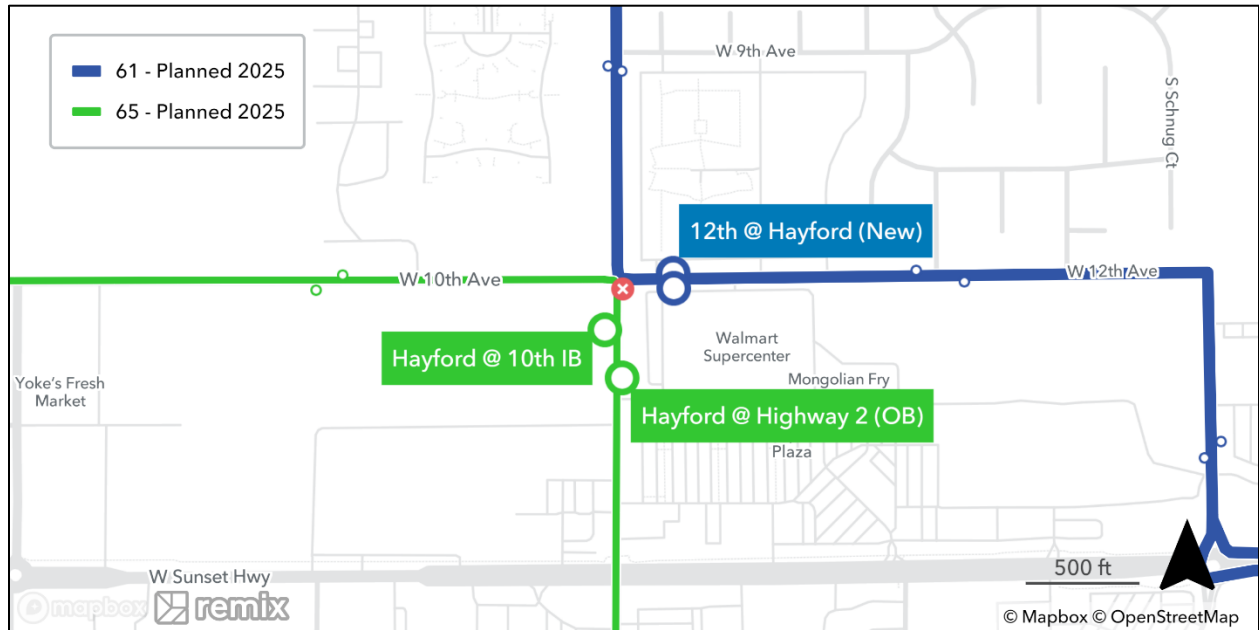 61 - Planned 2025
65 - Planned 2025
W 9th Ave
S Schnug Ct
12th @ Hayford (New)
W 10th Ave
W 12th Ave
Hayford @ 10th IB
Walmart
Supercenter
Yoke's Fresh
Market
Mongolian Fry
Hayford @ Highway 2 (OB)
Plaza
W Sunset Hwy
500 ft
mapbox
remix
© Mapbox © OpenStreetMap